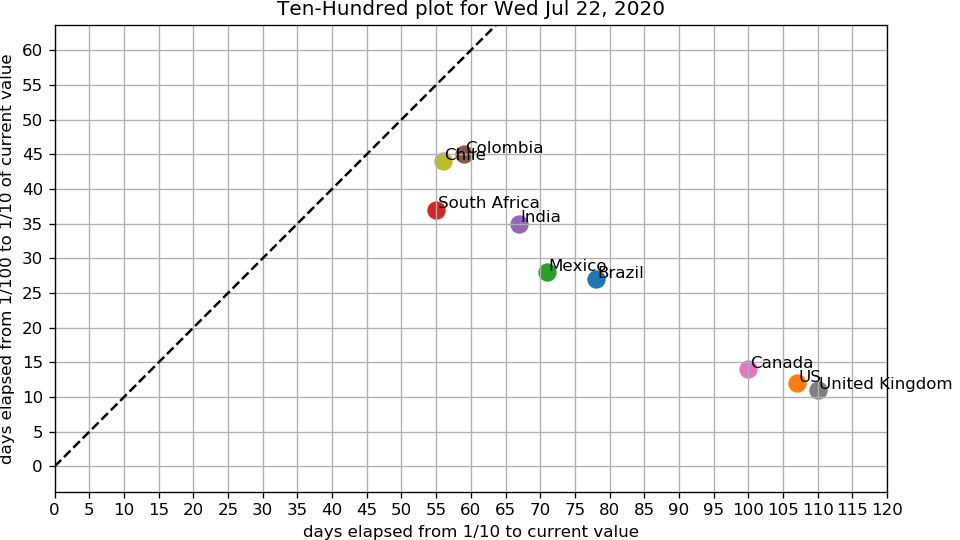 Ten-Hundred plot for Wed Jul 22, 2020
days elapsed from 1/100 to 1/10 of current value
60
55
50
45
40
35
30
25
20
15
10
5
0
Colombia
Chile
South Africa
India
Mexico
Brazil
Canada
US
United Kingdom
0 5 10 15 20 25 30 35 40 45 50 55 60 65 70 75 80 85 90 95 100 105 110 115 120
days elapsed from 1/10 to current value